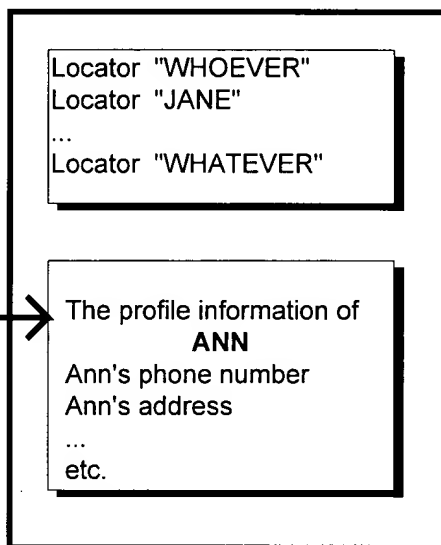 Locator "WHOEVER"
Locator "JANE"
...
Locator "WHATEVER"
The profile information of
ANN
Ann's phone number
Ann's address
...
etc.